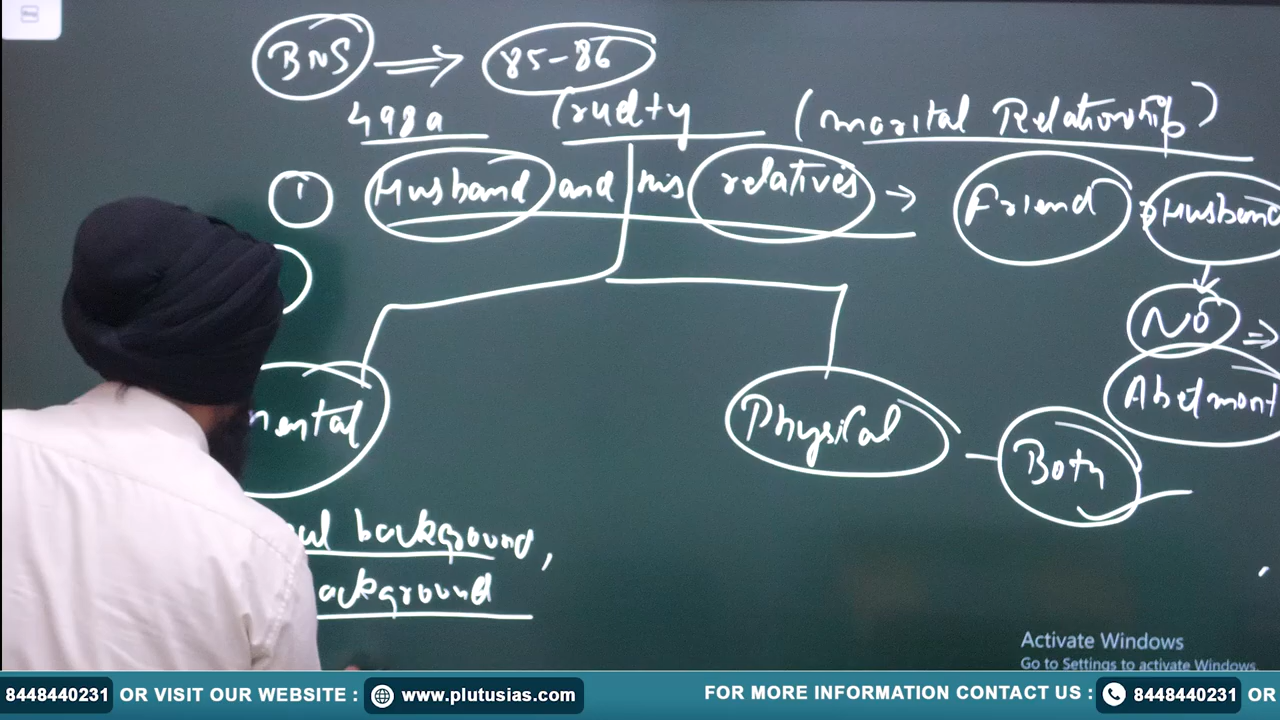 BNS ⇒ 85-86
498a Cruelty (marital Relationship)
1 Husband and his relatives → Friend Husband
No ⇒
Abetment
mental Physical - Both
background,
background
Activate Windows
Go to Settings to activate Windows.
8448440231 OR VISIT OUR WEBSITE : www.plutusias.com FOR MORE INFORMATION CONTACT US : 8448440231 OR